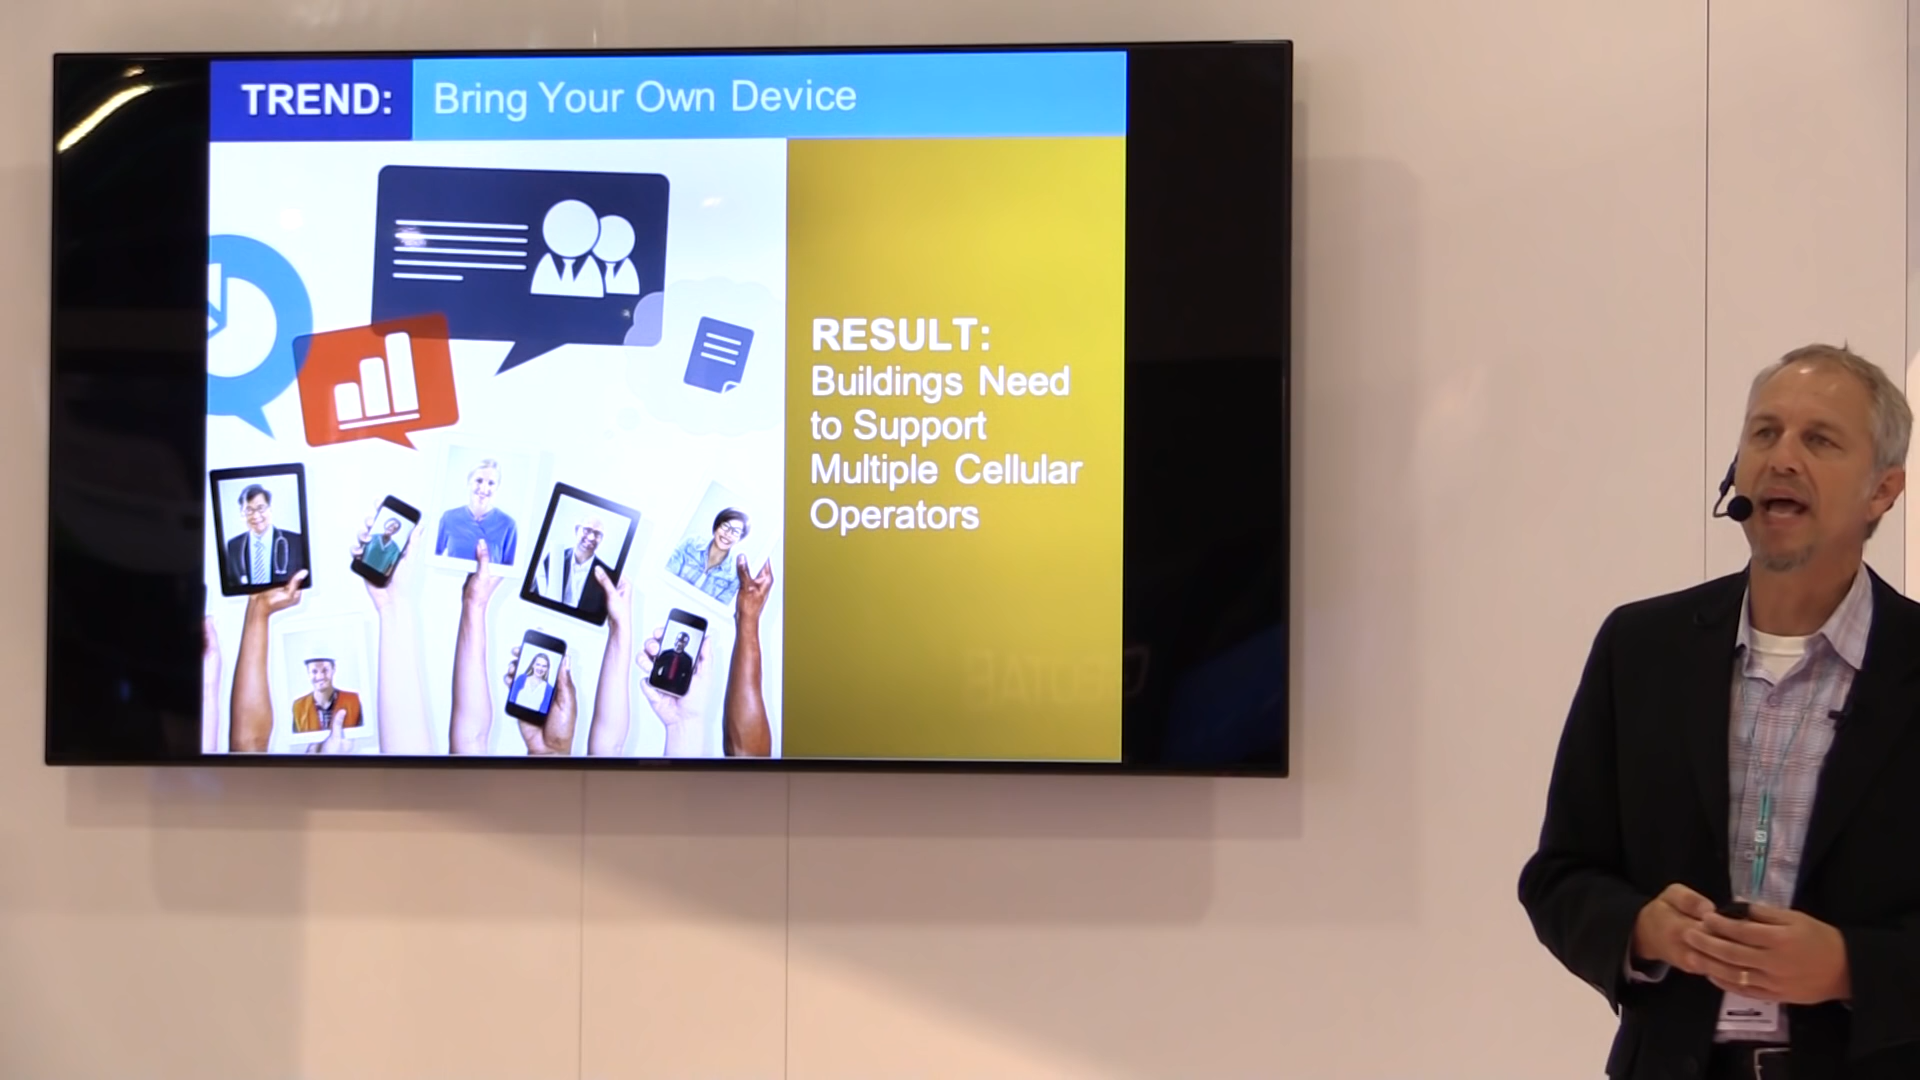 TREND: Bring Your Own Device
RESULT:
Buildings Need
to Support
Multiple Cellular
Operators